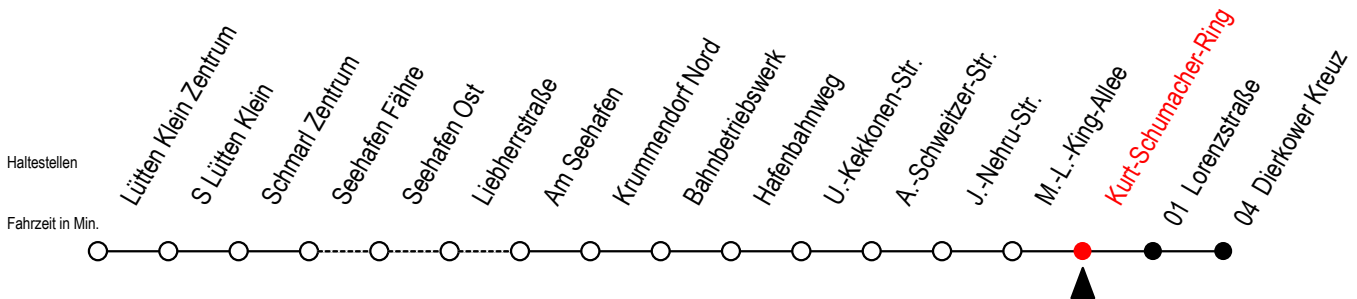 Haltestellen
Fahrzeit in Min.
Lütten Klein Zentrum
S Lütten Klein
Schmarl Zentrum
Seehafen Fähre
Seehafen Ost
Liebherrstraße
Am Seehafen
Krummendorf Nord
Bahnbetriebswerk
Hafenbahnweg
U.-Kekkonen-Str.
A.-Schweitzer-Str.
J.-Nehru-Str.
M.-L.-King-Allee
Kurt-Schumacher-Ring
01 Lorenzstraße
04 Dierkower Kreuz